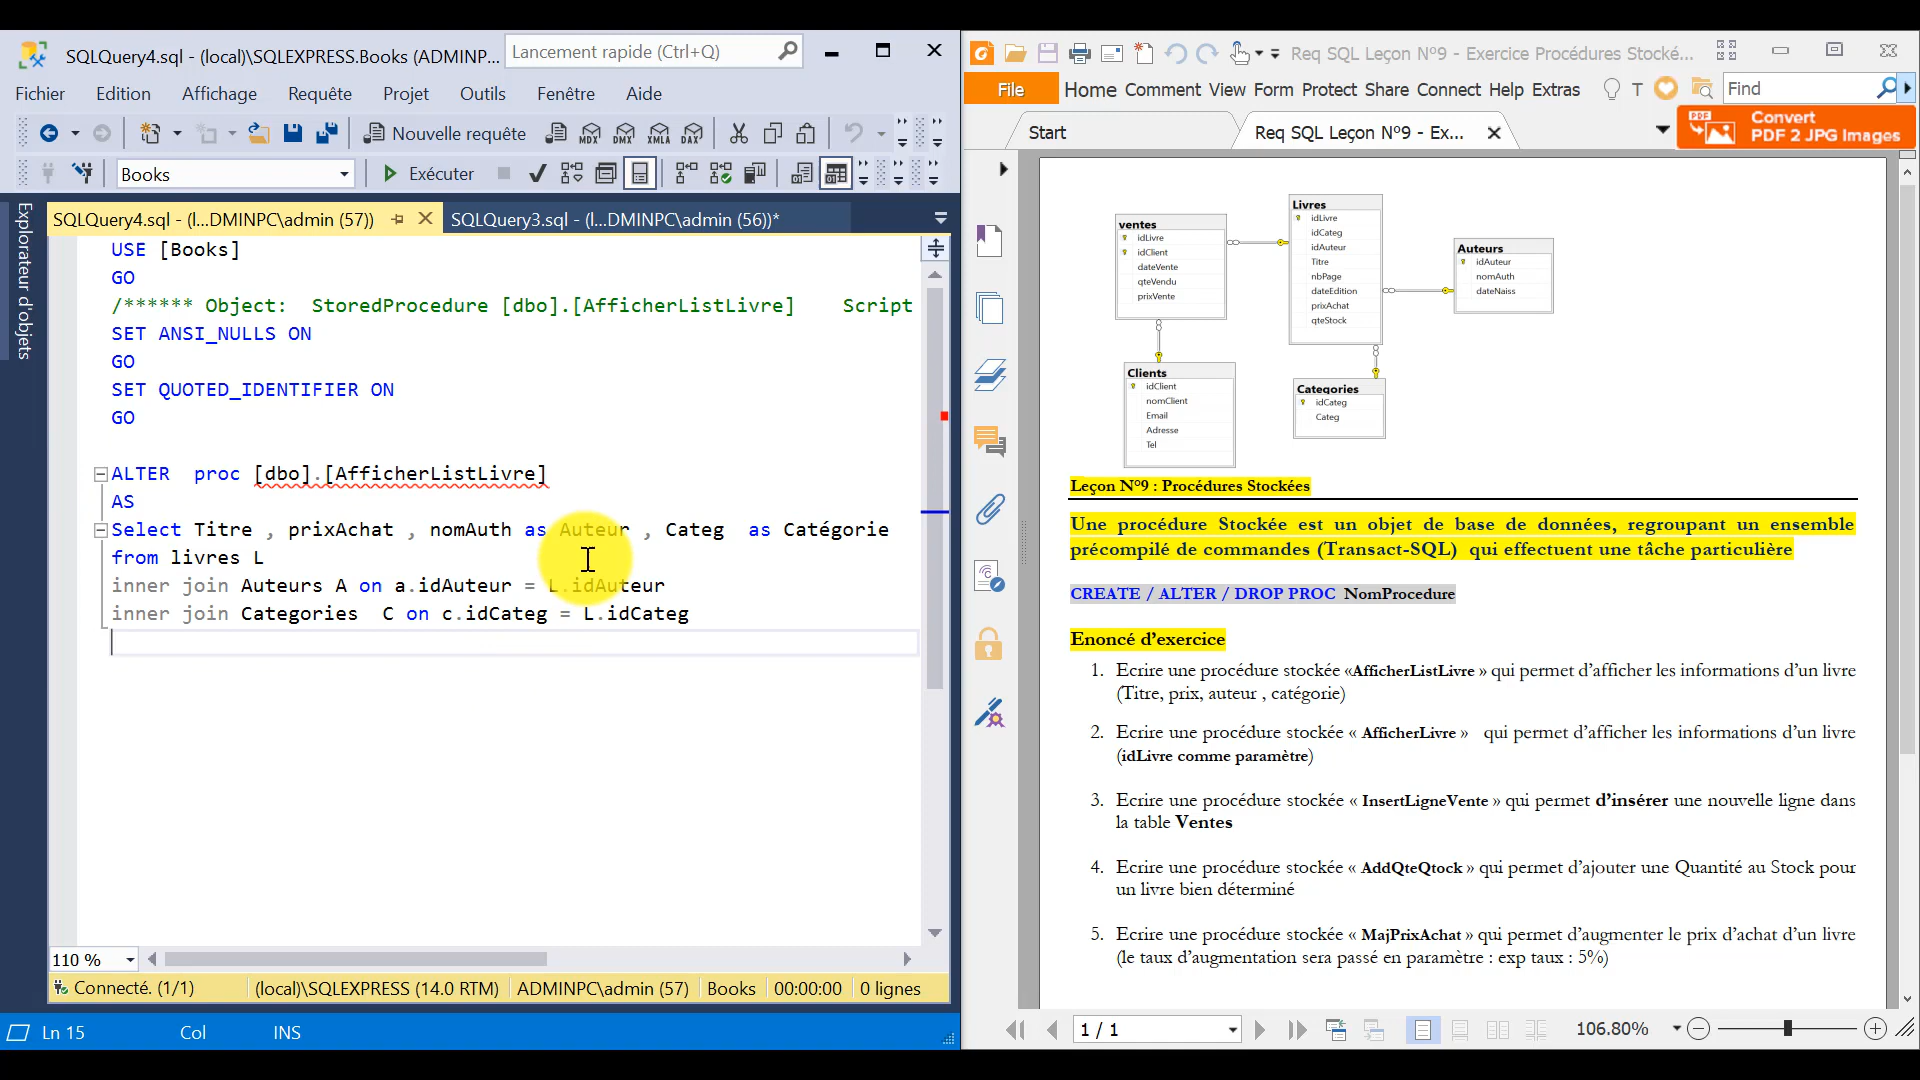 SQLQuery4.sql - (local)\SQLEXPRESS.Books (ADMINP...
Lancement rapide (Ctrl+Q)
Fichier Edition Affichage Requête Projet Outils Fenêtre Aide
Nouvelle requête MDX DMX XMLA DAX
Books Exécuter
Explorateur d'objets
SQLQuery4.sql - (l...DMINPC\admin (57))
SQLQuery3.sql - (l...DMINPC\admin (56))*
USE [Books]
GO
/****** Object:  StoredProcedure [dbo].[AfficherListLivre]    Script
SET ANSI_NULLS ON
GO
SET QUOTED_IDENTIFIER ON
GO
ALTER  proc [dbo].[AfficherListLivre]
AS
Select Titre , prixAchat , nomAuth as Auteur , Categ  as Catégorie
from livres L
inner join Auteurs A on a.idAuteur = L.idAuteur
inner join Categories  C on c.idCateg = L.idCateg
110 %
Connecté. (1/1) (local)\SQLEXPRESS (14.0 RTM) ADMINPC\admin (57) Books 00:00:00 0 lignes
Ln 15 Col INS
Req SQL Leçon N°9 - Exercice Procédures Stocké...
File Home Comment View Form Protect Share Connect Help Extras T Find
Start
Req SQL Leçon N°9 - Ex...
PDF Convert
PDF 2 JPG Images
ventes
idLivre
idClient
dateVente
qteVendu
prixVente
Livres
idLivre
idCateg
idAuteur
Titre
nbPage
dateEdition
prixAchat
qteStock
Auteurs
idAuteur
nomAuth
dateNaiss
Clients
idClient
nomClient
Email
Adresse
Tel
Categories
idCateg
Categ
Leçon N°9 : Procédures Stockées
Une procédure Stockée est un objet de base de données, regroupant un ensemble
précompilé de commandes (Transact-SQL) qui effectuent une tâche particulière
CREATE / ALTER / DROP PROC NomProcedure
Enoncé d'exercice
1. Ecrire une procédure stockée «AfficherListLivre » qui permet d'afficher les informations d'un livre
(Titre, prix, auteur , catégorie)
2. Ecrire une procédure stockée « AfficherLivre » qui permet d'afficher les informations d'un livre
(idLivre comme paramètre)
3. Ecrire une procédure stockée « InsertLigneVente » qui permet d'insérer une nouvelle ligne dans
la table Ventes
4. Ecrire une procédure stockée « AddQteQtock » qui permet d'ajouter une Quantité au Stock pour
un livre bien déterminé
5. Ecrire une procédure stockée « MajPrixAchat » qui permet d'augmenter le prix d'achat d'un livre
(le taux d'augmentation sera passé en paramètre : exp taux : 5%)
1 / 1 106.80%